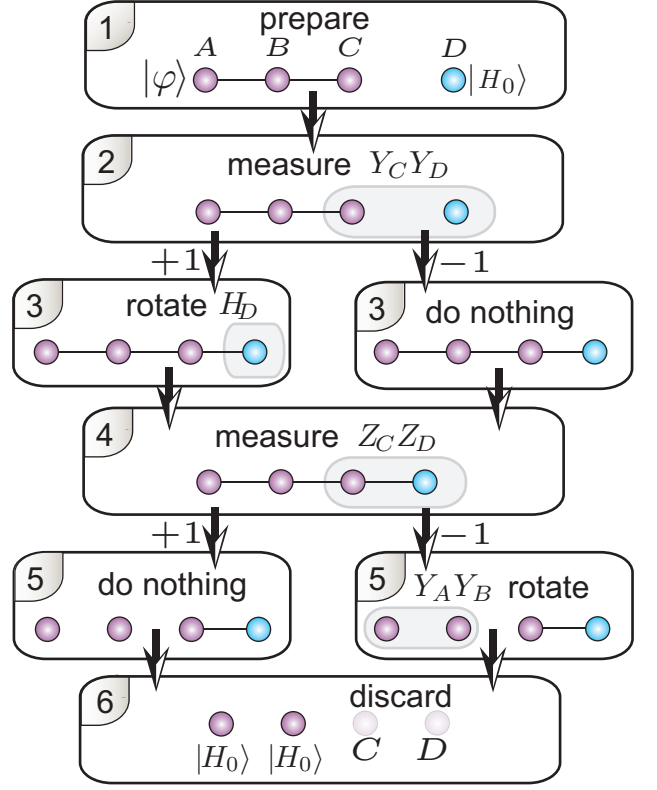 1 prepare
A B C D
|φ⟩ |H₀⟩
2 measure Y_C Y_D
+1 −1
3 rotate H_D
3 do nothing
4 measure Z_C Z_D
+1 −1
5 do nothing
5 Y_A Y_B rotate
6 discard
|H₀⟩ |H₀⟩ C D